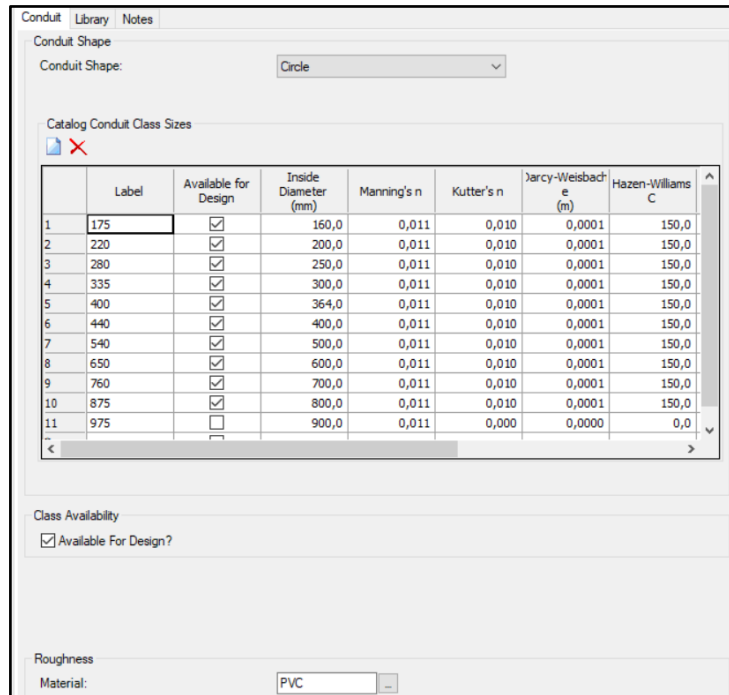 Conduit Library Notes
Conduit Shape
Conduit Shape: Circle
Catalog Conduit Class Sizes
Label Available for Design Inside Diameter (mm) Manning's n Kutter's n Darcy-Weisbach e (m) Hazen-Williams C
1 175 160,0 0,011 0,010 0,0001 150,0
2 220 200,0 0,011 0,010 0,0001 150,0
3 280 250,0 0,011 0,010 0,0001 150,0
4 335 300,0 0,011 0,010 0,0001 150,0
5 400 364,0 0,011 0,010 0,0001 150,0
6 440 400,0 0,011 0,010 0,0001 150,0
7 540 500,0 0,011 0,010 0,0001 150,0
8 650 600,0 0,011 0,010 0,0001 150,0
9 760 700,0 0,011 0,010 0,0001 150,0
10 875 800,0 0,011 0,010 0,0001 150,0
11 975 900,0 0,011 0,000 0,0000 0,0
Class Availability
Available For Design?
Roughness
Material: PVC ...